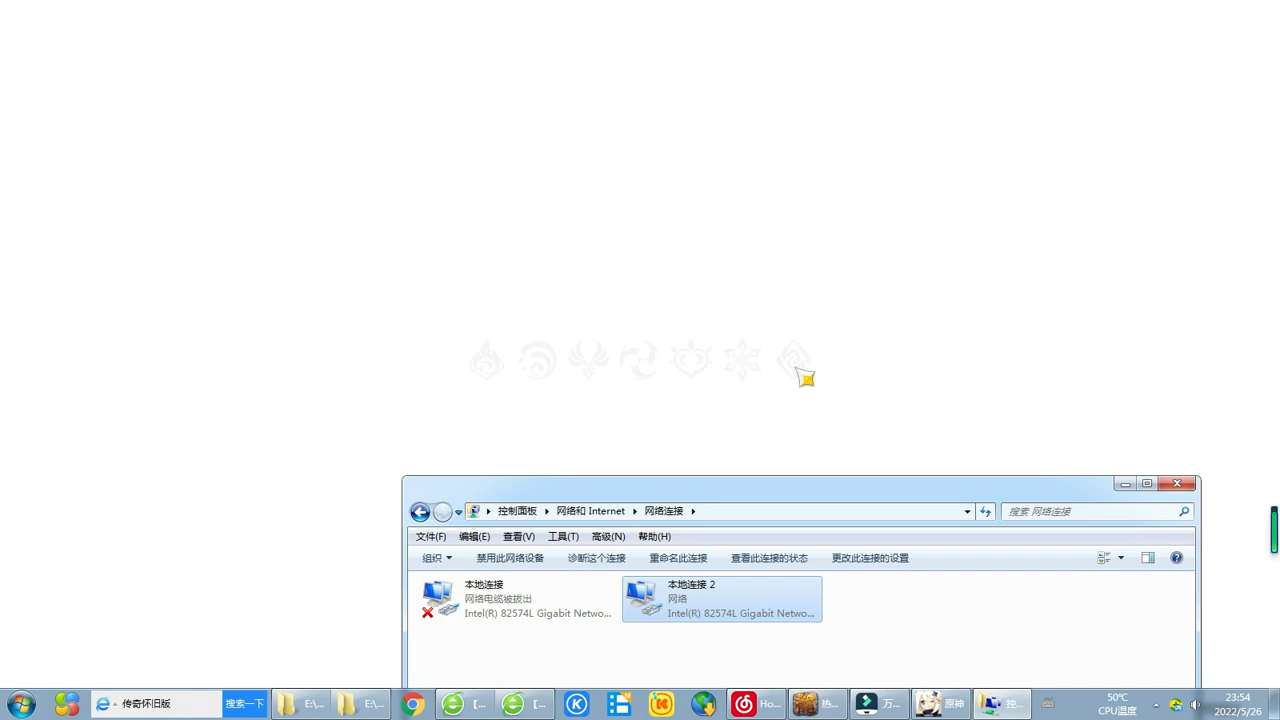 控制面板 网络和 Internet 网络连接
搜索 网络连接
文件(F) 编辑(E) 查看(V) 工具(T) 高级(N) 帮助(H)
组织 禁用此网络设备 诊断这个连接 重命名此连接 查看此连接的状态 更改此连接的设置
本地连接
网络电缆被拔出
Intel(R) 82574L Gigabit Netwo...
本地连接 2
网络
Intel(R) 82574L Gigabit Netwo...
传奇怀旧版 搜索一下 E:\... E:\... [... [... Ho... 热... 万... 原神 控...
50℃
CPU温度
23:54
2022/5/26